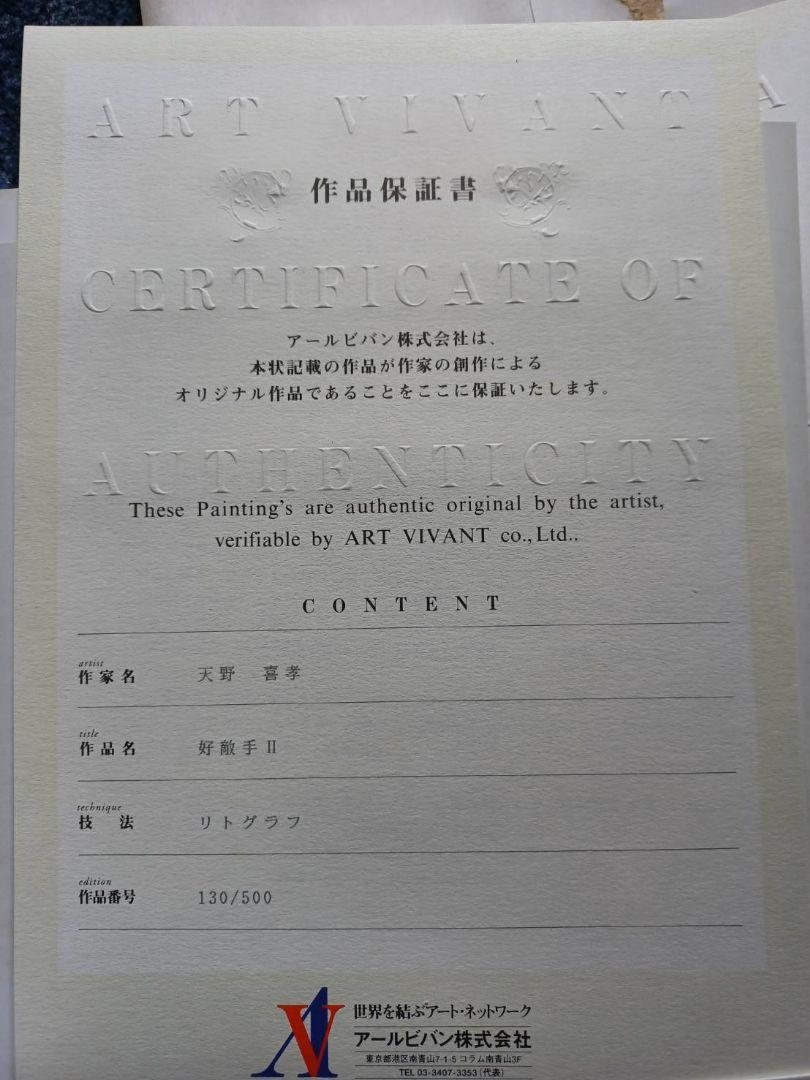 ART VIVANT
作品保証書
CERTIFICATE OF
アールビバン株式会社は、
本状記載の作品が作家の創作による
オリジナル作品であることをここに保証いたします。
AUTHENTICITY
These Painting's are authentic original by the artist,
verifiable by ART VIVANT co.,Ltd..
CONTENT
artist
作家名 天野 喜孝
title
作品名 好敵手II
technique
技 法 リトグラフ
edition
作品番号 130/500
AV
世界を結ぶアート・ネットワーク
アールビバン株式会社
東京都港区南青山7-1-5 コラム南青山3F
TEL 03-3407-3353(代表)
A